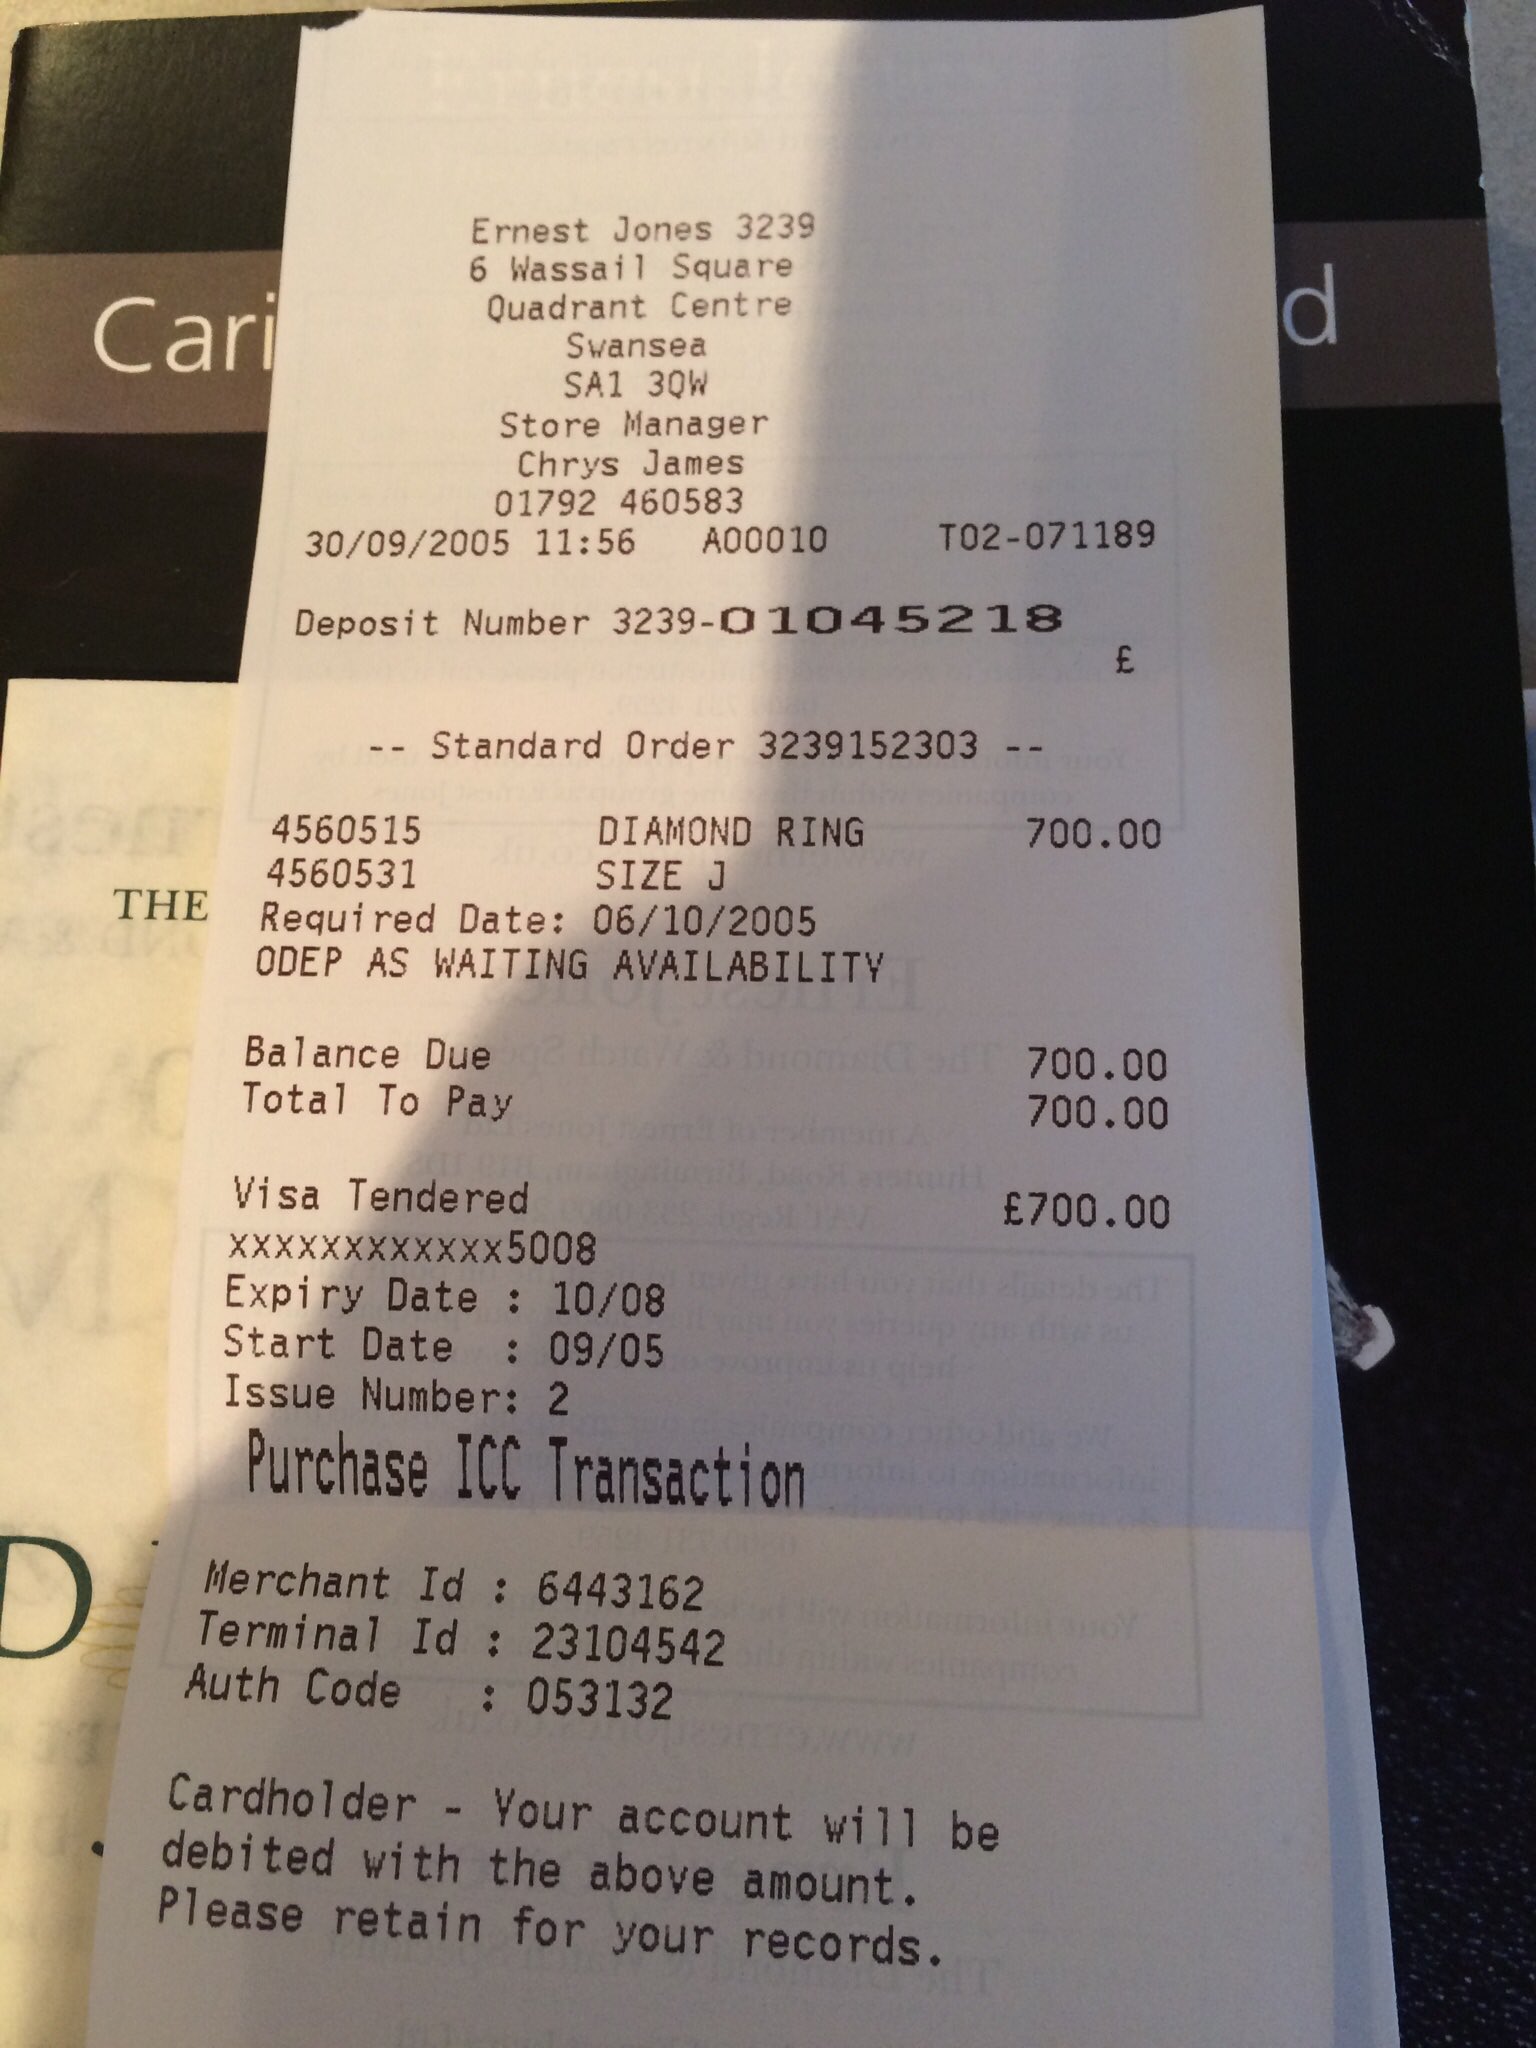 Ernest Jones 3239
6 Wassail Square
Quadrant Centre
Swansea
SA1 3QW
Store Manager
Chrys James
01792 460583
30/09/2005 11:56 A00010 T02-071189
Deposit Number 3239-01045218
£
-- Standard Order 3239152303 --
4560515 DIAMOND RING 700.00
4560531 SIZE J
Required Date: 06/10/2005
ODEP AS WAITING AVAILABILITY
Balance Due 700.00
Total To Pay 700.00
Visa Tendered £700.00
xxxxxxxxxxxx5008
Expiry Date : 10/08
Start Date : 09/05
Issue Number: 2
Purchase ICC Transaction
Merchant Id : 6443162
Terminal Id : 23104542
Auth Code : 053132
Cardholder - Your account will be
debited with the above amount.
Please retain for your records.
Cari
d
THE
D